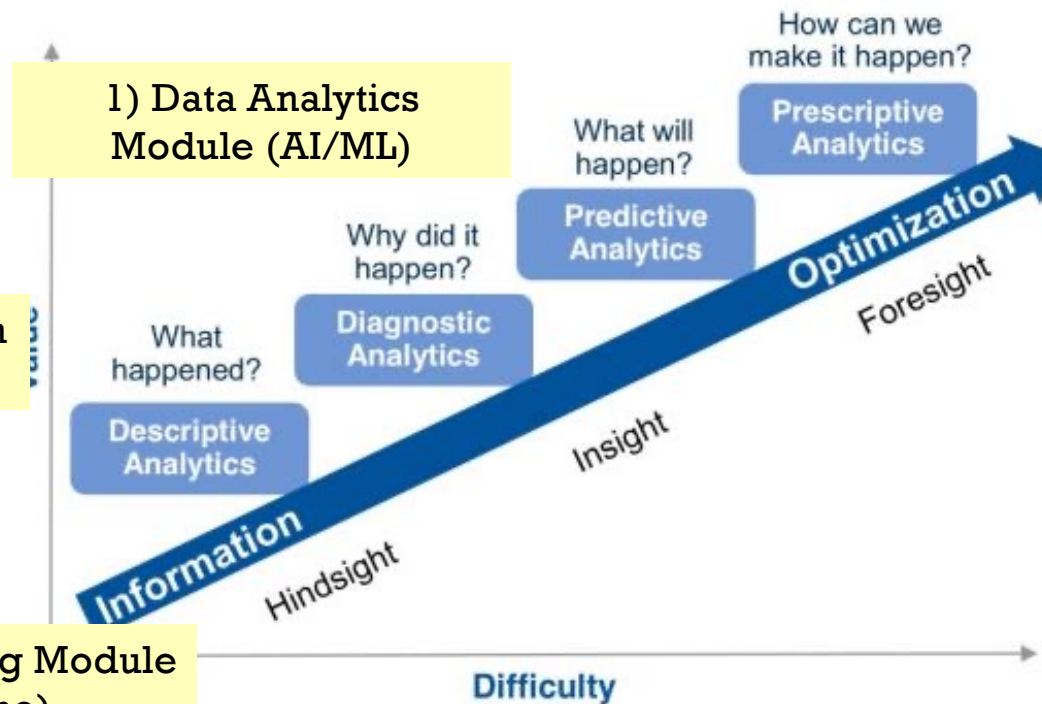 How can we
make it happen?
1) Data Analytics
Module (AI/ML)
Prescriptive
Analytics
What will
happen?
Predictive
Analytics
Optimization
Foresight
Why did it
happen?
Diagnostic
Analytics
Insight
What
happened?
Descriptive
Analytics
Information
Hindsight
Module
Difficulty